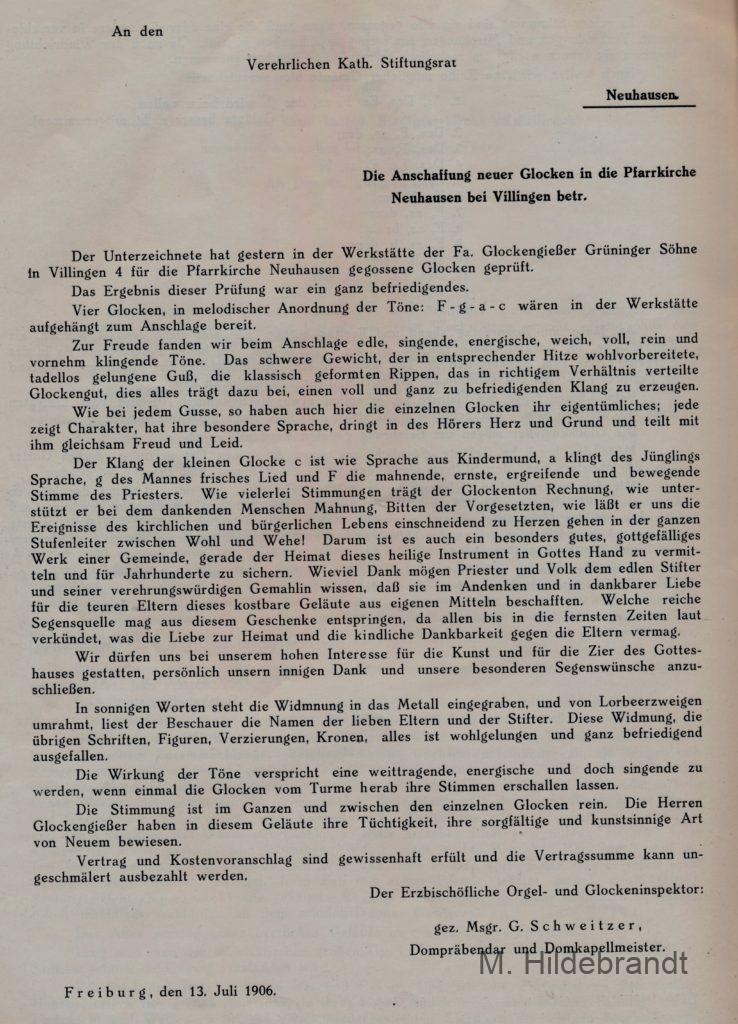 An den
Verehrlichen Kath. Stiftungsrat
Neuhausen.
Die Anschaffung neuer Glocken in die Pfarrkirche
Neuhausen bei Villingen betr.
Der Unterzeichnete hat gestern in der Werkstätte der Fa. Glockengießer Grüninger Söhne
in Villingen 4 für die Pfarrkirche Neuhausen gegossene Glocken geprüft.
Das Ergebnis dieser Prüfung war ein ganz befriedigendes.
Vier Glocken, in melodischer Anordnung der Töne: F - g - a - c wären in der Werkstätte
aufgehängt zum Anschlage bereit.
Zur Freude fanden wir beim Anschlage edle, singende, energische, weich, voll, rein und
vornehm klingende Töne. Das schwere Gewicht, der in entsprechender Hitze wohlvorbereitete,
tadellos gelungene Guß, die klassisch geformten Rippen, das in richtigem Verhältnis verteilte
Glockengut, dies alles trägt dazu bei, einen voll und ganz zu befriedigenden Klang zu erzeugen.
Wie bei jedem Gusse, so haben auch hier die einzelnen Glocken ihr eigentümliches; jede
zeigt Charakter, hat ihre besondere Sprache, dringt in des Hörers Herz und Grund und teilt mit
ihm gleichsam Freud und Leid.
Der Klang der kleinen Glocke c ist wie Sprache aus Kindermund, a klingt des Jünglings
Sprache, g des Mannes frisches Lied und F die mahnende, ernste, ergreifende und bewegende
Stimme des Priesters. Wie vielerlei Stimmungen trägt der Glockenton Rechnung, wie unter-
stützt er bei dem dankenden Menschen Mahnung, Bitten der Vorgesetzten, wie läßt er uns die
Ereignisse des kirchlichen und bürgerlichen Lebens einschneidend zu Herzen gehen in der ganzen
Stufenleiter zwischen Wohl und Wehe! Darum ist es auch ein besonders gutes, gottgefälliges
Werk einer Gemeinde, gerade der Heimat dieses heilige Instrument in Gottes Hand zu vermit-
teln und für Jahrhunderte zu sichern. Wieviel Dank mögen Priester und Volk dem edlen Stifter
und seiner verehrungswürdigen Gemahlin wissen, daß sie im Andenken und in dankbarer Liebe
für die teuren Eltern dieses kostbare Geläute aus eigenen Mitteln beschafften. Welche reiche
Segensquelle mag aus diesem Geschenke entspringen, da allen bis in die fernsten Zeiten laut
verkündet, was die Liebe zur Heimat und die kindliche Dankbarkeit gegen die Eltern vermag.
Wir dürfen uns bei unserem hohen Interesse für die Kunst und für die Zier des Gottes-
hauses gestatten, persönlich unsern innigen Dank und unsere besonderen Segenswünsche anzu-
schließen.
In sonnigen Worten steht die Widmnung in das Metall eingegraben, und von Lorbeerzweigen
umrahmt, liest der Beschauer die Namen der lieben Eltern und der Stifter. Diese Widmung, die
übrigen Schriften, Figuren, Verzierungen, Kronen, alles ist wohlgelungen und ganz befriedigend
ausgefallen.
Die Wirkung der Töne verspricht eine weittragende, energische und doch singende zu
werden, wenn einmal die Glocken vom Turme herab ihre Stimmen erschallen lassen.
Die Stimmung ist im Ganzen und zwischen den einzelnen Glocken rein. Die Herren
Glockengießer haben in diesem Geläute ihre Tüchtigkeit, ihre sorgfältige und kunstsinnige Art
von Neuem bewiesen.
Vertrag und Kostenvoranschlag sind gewissenhaft erfült und die Vertragssumme kann un-
geschmälert ausbezahlt werden.
Der Erzbischöfliche Orgel- und Glockeninspektor:
gez. Msgr. G. Schweitzer,
Dompräbendar und Domkapellmeister.
M. Hildebrandt
Freiburg, den 13. Juli 1906.